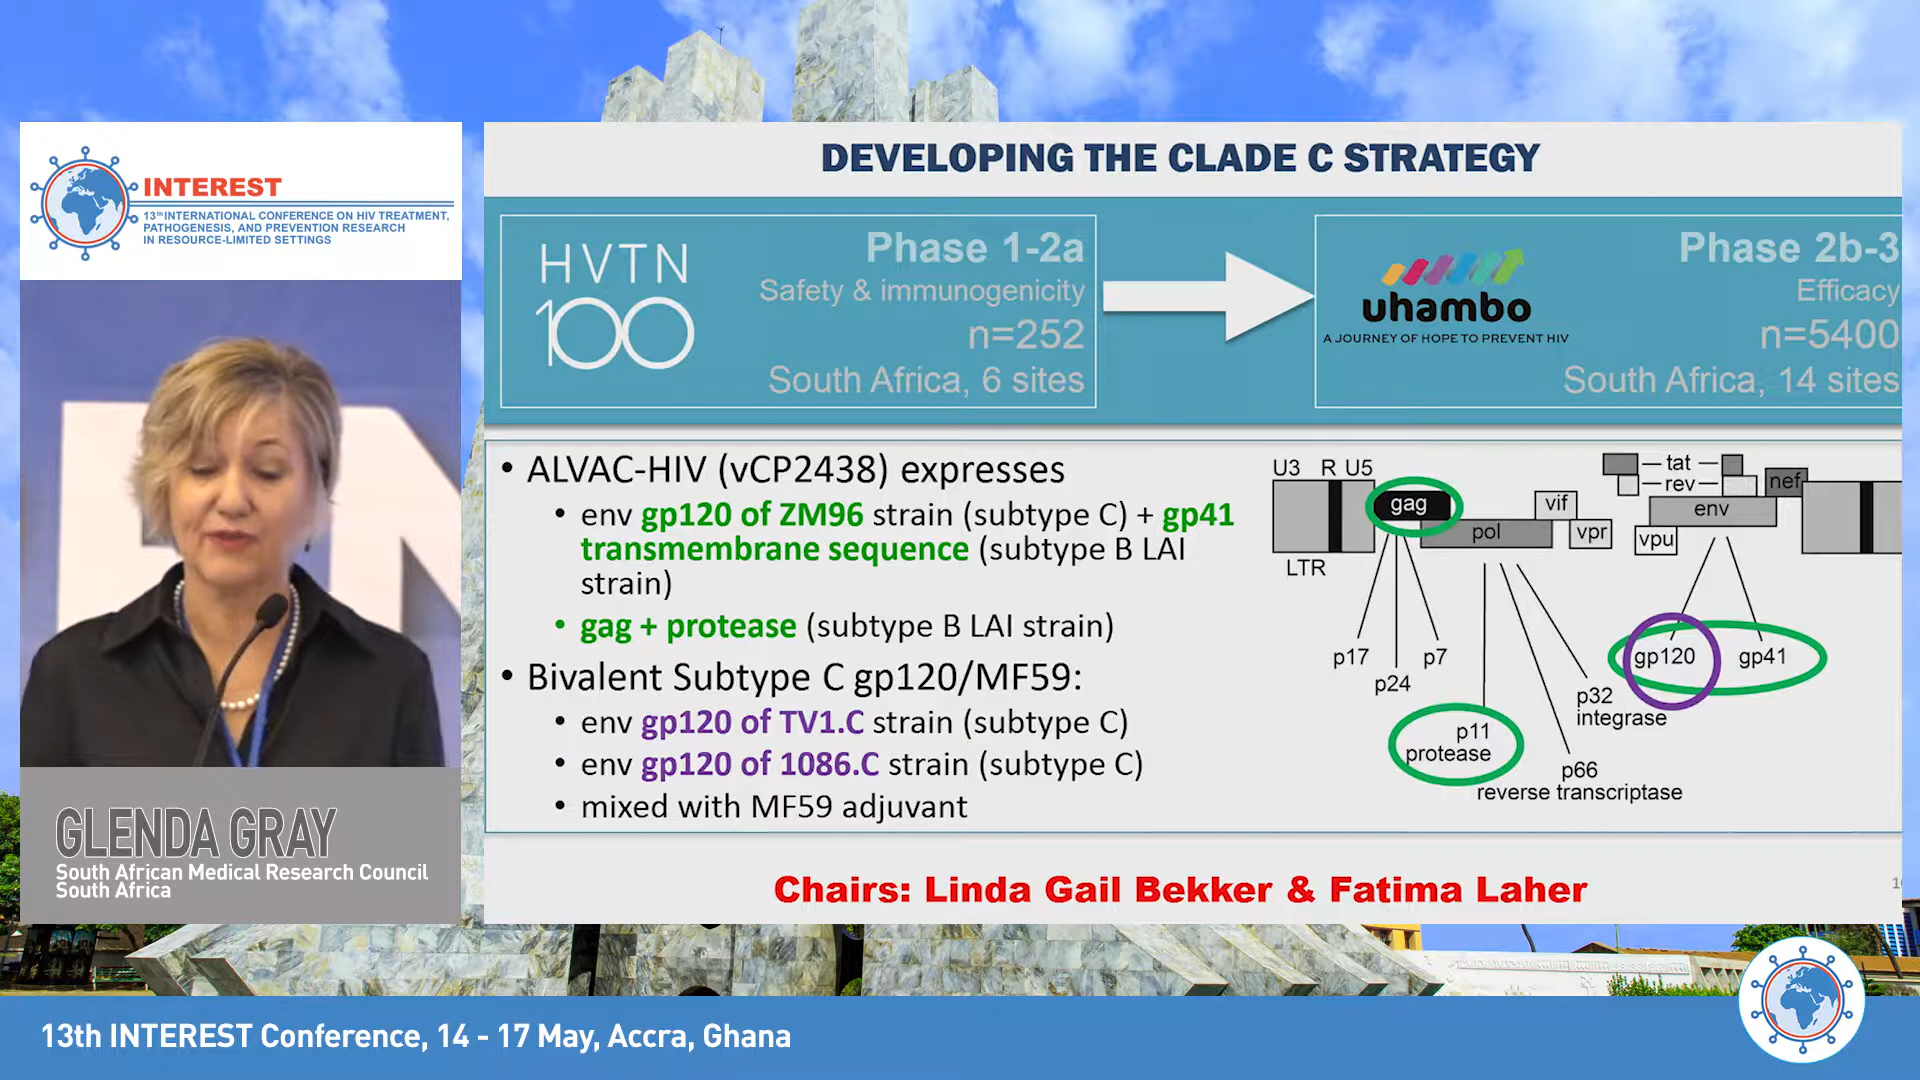 INTEREST
13th INTERNATIONAL CONFERENCE ON HIV TREATMENT,
PATHOGENESIS, AND PREVENTION RESEARCH
IN RESOURCE-LIMITED SETTINGS
GLENDA GRAY
South African Medical Research Council
South Africa
DEVELOPING THE CLADE C STRATEGY
HVTN
100
Phase 1-2a
Safety & immunogenicity
n=252
South Africa, 6 sites
uhambo
A JOURNEY OF HOPE TO PREVENT HIV
Phase 2b-3
Efficacy
n=5400
South Africa, 14 sites
• ALVAC-HIV (vCP2438) expresses
• env gp120 of ZM96 strain (subtype C) + gp41
transmembrane sequence (subtype B LAI
strain)
• gag + protease (subtype B LAI strain)
• Bivalent Subtype C gp120/MF59:
• env gp120 of TV1.C strain (subtype C)
• env gp120 of 1086.C strain (subtype C)
• mixed with MF59 adjuvant
U3 R U5
LTR
gag
pol
vif
vpr
vpu
tat
rev
env
nef
p17
p24
p7
p11
protease
p32
integrase
p66
reverse transcriptase
gp120
gp41
Chairs: Linda Gail Bekker & Fatima Laher
13th INTEREST Conference, 14 - 17 May, Accra, Ghana